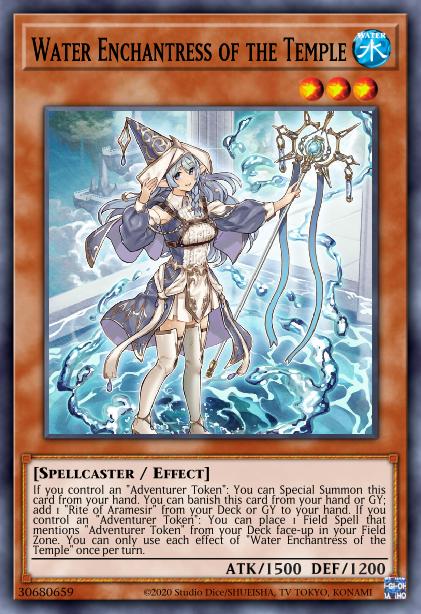 Water Enchantress of the Temple
WATER
水
[Spellcaster / Effect]
If you control an "Adventurer Token": You can Special Summon this
card from your hand. You can banish this card from your hand or GY;
add 1 "Rite of Aramesir" from your Deck or GY to your hand. If you
control an "Adventurer Token": You can place 1 Field Spell that
mentions "Adventurer Token" from your Deck face-up in your Field
Zone. You can only use each effect of "Water Enchantress of the
Temple" once per turn.
ATK/1500 DEF/1200
30680659
©2020 Studio Dice/SHUEISHA, TV TOKYO, KONAMI